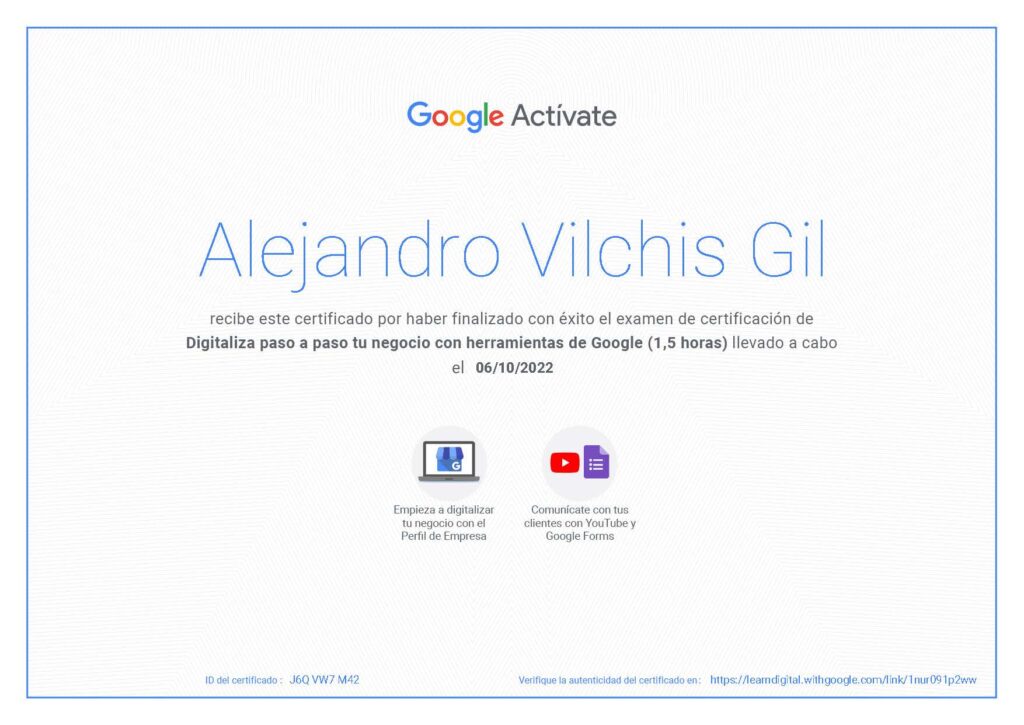 Google Actívate
Alejandro Vilchis Gil
recibe este certificado por haber finalizado con éxito el examen de certificación de
Digitaliza paso a paso tu negocio con herramientas de Google (1,5 horas) llevado a cabo
el 06/10/2022
G
Empieza a digitalizar
tu negocio con el
Perfil de Empresa
Comunícate con tus
clientes con YouTube y
Google Forms
ID del certificado : J6Q VW7 M42
Verifique la autenticidad del certificado en: https://learndigital.withgoogle.com/link/1nur091p2ww